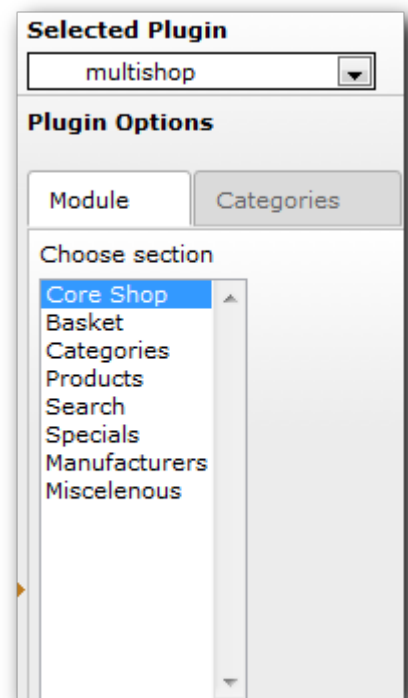 Selected Plugin
multishop
Plugin Options
Module Categories
Choose section
Core Shop
Basket
Categories
Products
Search
Specials
Manufacturers
Miscelenous